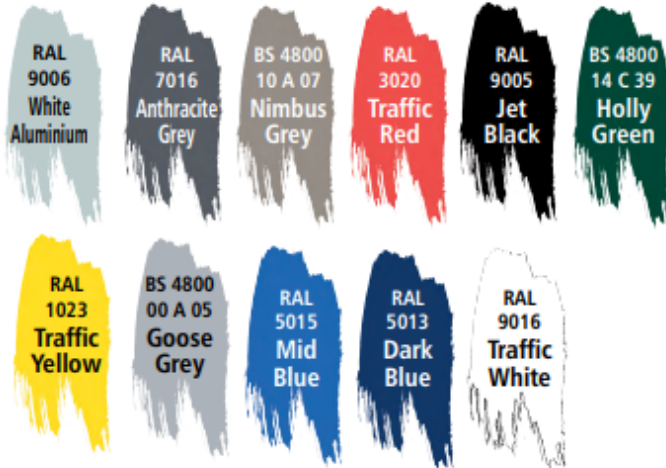 RAL
9006
White
Aluminium
RAL
7016
Anthracite
Grey
BS 4800
10 A 07
Nimbus
Grey
RAL
3020
Traffic
Red
RAL
9005
Jet
Black
BS 4800
14 C 39
Holly
Green
RAL
1023
Traffic
Yellow
BS 4800
00 A 05
Goose
Grey
RAL
5015
Mid
Blue
RAL
5013
Dark
Blue
RAL
9016
Traffic
White